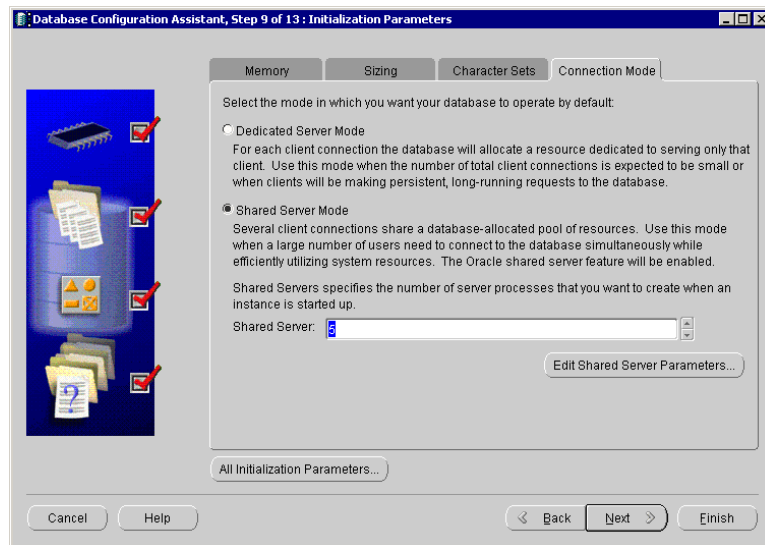 Database Configuration Assistant, Step 9 of 13 : Initialization Parameters
Memory
Sizing
Character Sets
Connection Mode
Select the mode in which you want your database to operate by default:
Dedicated Server Mode
For each client connection the database will allocate a resource dedicated to serving only that
client. Use this mode when the number of total client connections is expected to be small or
when clients will be making persistent, long-running requests to the database.
Shared Server Mode
Several client connections share a database-allocated pool of resources. Use this mode
when a large number of users need to connect to the database simultaneously while
efficiently utilizing system resources. The Oracle shared server feature will be enabled.
Shared Servers specifies the number of server processes that you want to create when an
instance is started up.
Shared Server: 5
Edit Shared Server Parameters...
All Initialization Parameters...
Cancel
Help
Back
Next
Finish
?